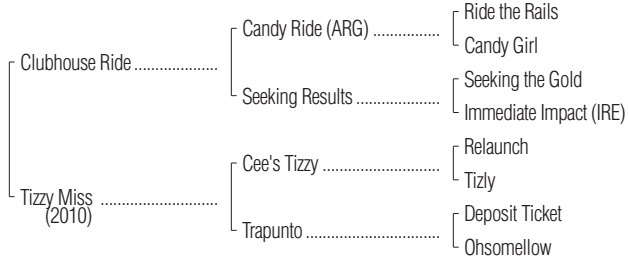 Ride the Rails
Candy Ride (ARG) ................
Candy Girl
Clubhouse Ride ....................
Seeking the Gold
Seeking Results ....................
Immediate Impact (IRE)
Relaunch
Cee's Tizzy ............................
Tizly
Tizzy Miss ............................
(2010)
Deposit Ticket
Trapunto ................................
Ohsomellow